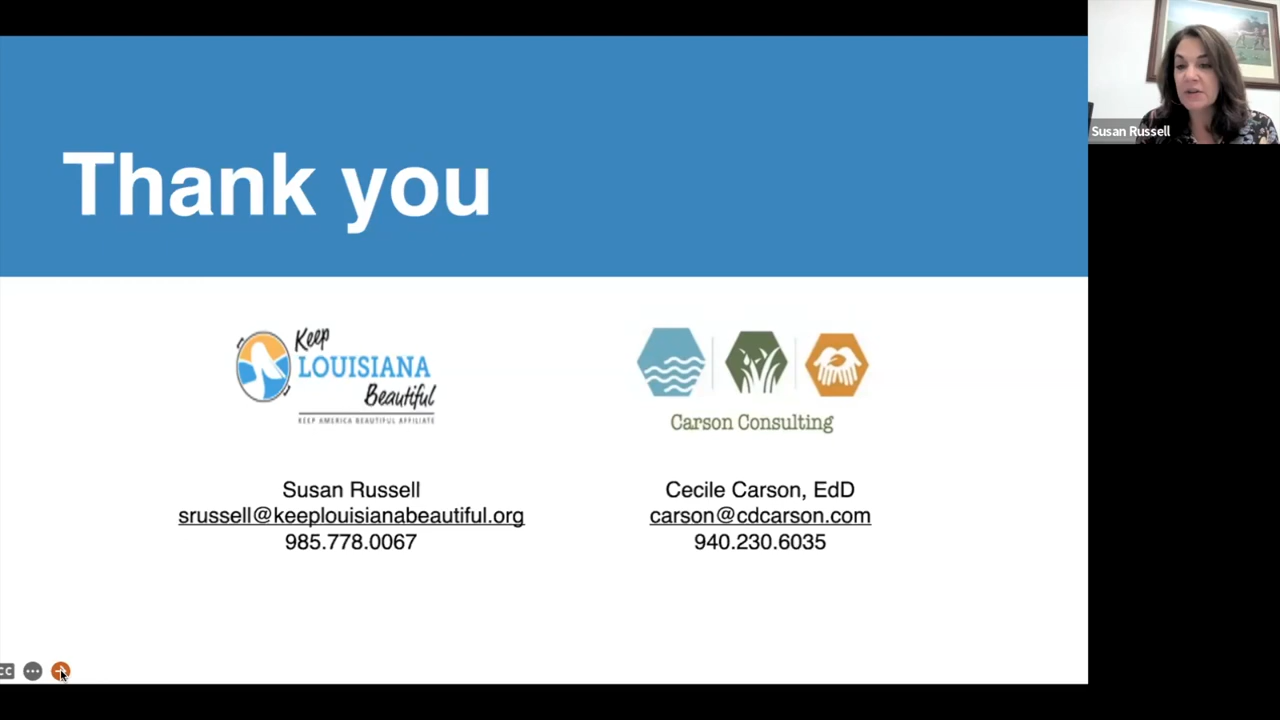 Thank you
Susan Russell
Keep
LOUISIANA
Beautiful
KEEP AMERICA BEAUTIFUL AFFILIATE
Carson Consulting
Susan Russell
srussell@keeplouisianabeautiful.org
985.778.0067
Cecile Carson, EdD
carson@cdcarson.com
940.230.6035
CC